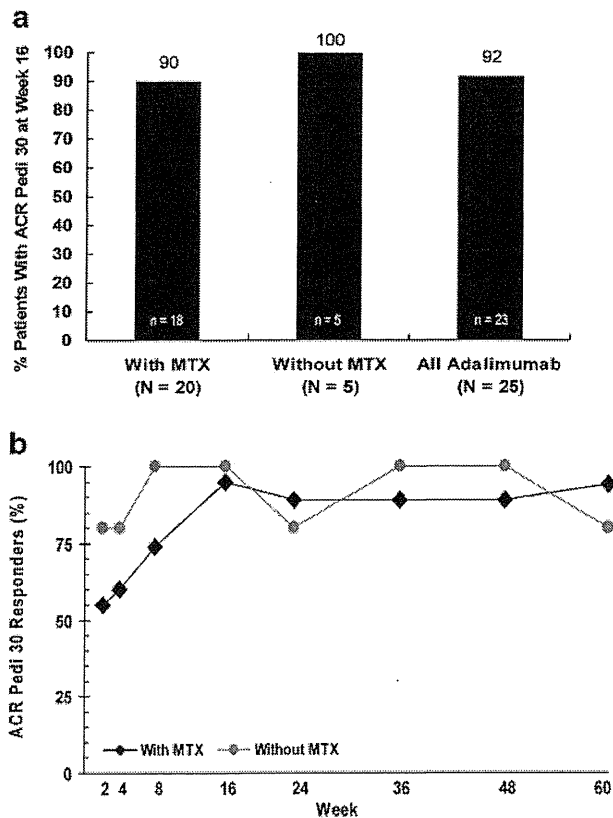 a
% Patients With ACR Pedi 30 at Week 16
100
90
80
70
60
50
40
30
20
10
0
90
100
92
n = 18
n = 5
n = 23
With MTX
(N = 20)
Without MTX
(N = 5)
All Adalimumab
(N = 25)
b
ACR Pedi 30 Responders (%)
100
75
50
25
0
With MTX
Without MTX
2 4 8 16 24 36 48 60
Week